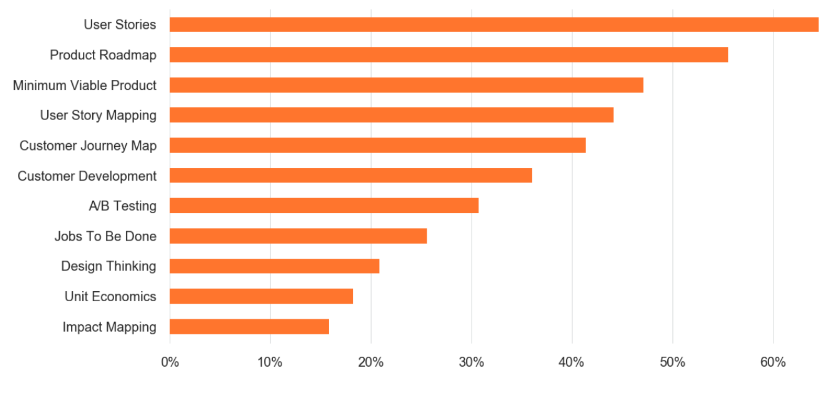 User Stories
Product Roadmap
Minimum Viable Product
User Story Mapping
Customer Journey Map
Customer Development
A/B Testing
Jobs To Be Done
Design Thinking
Unit Economics
Impact Mapping
0% 10% 20% 30% 40% 50% 60%